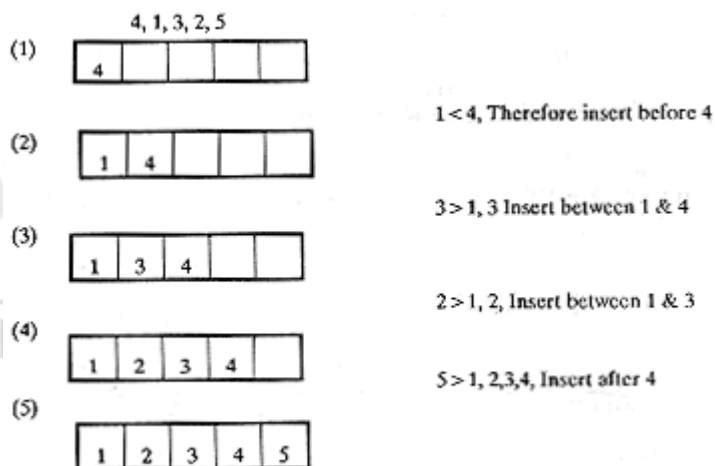 4, 1, 3, 2, 5
(1)
4
1 < 4, Therefore insert before 4
(2)
1 4
3 > 1, 3 Insert between 1 & 4
(3)
1 3 4
2 > 1, 2, Insert between 1 & 3
(4)
1 2 3 4
5 > 1, 2,3,4, Insert after 4
(5)
1 2 3 4 5